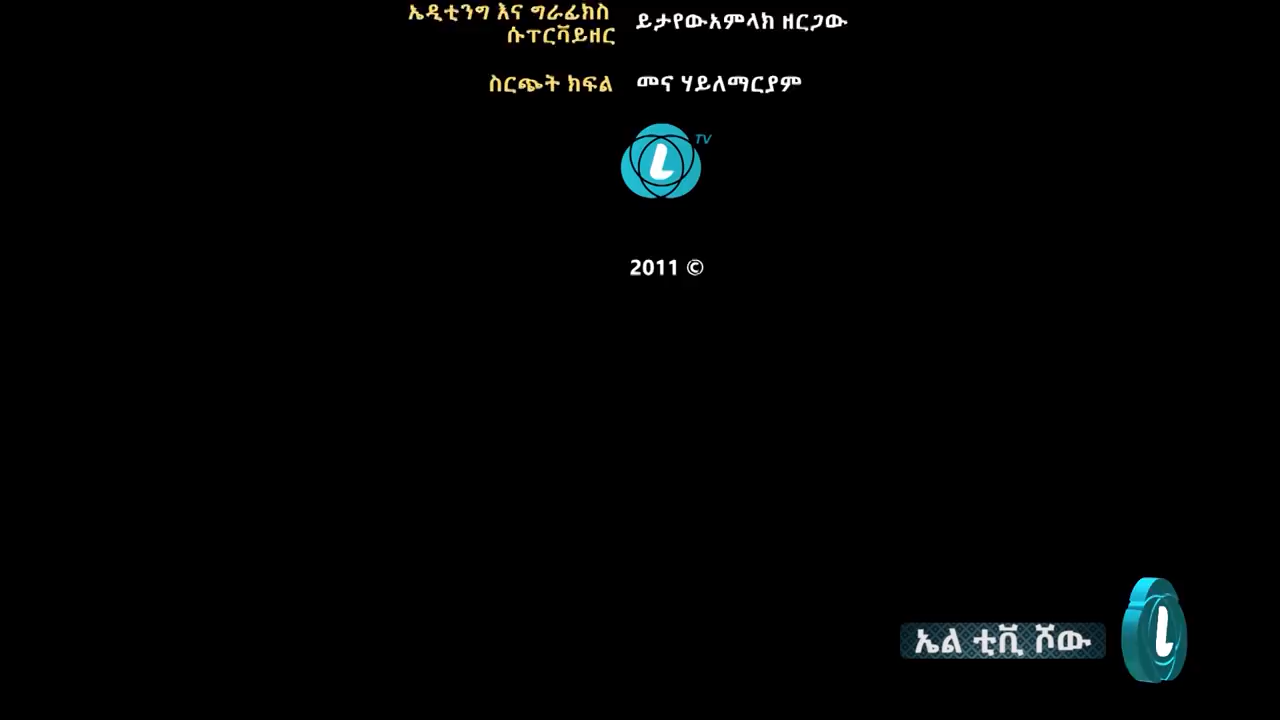 ኤዲቲንግ እና ግራፊክስ
ሱፐርቫይዘር
ይታየውአምላክ ዘርጋው
ስርጭት ክፍል መና ሃይለማርያም
L TV
2011 ©
ኤል ቲቪ ሾው
L